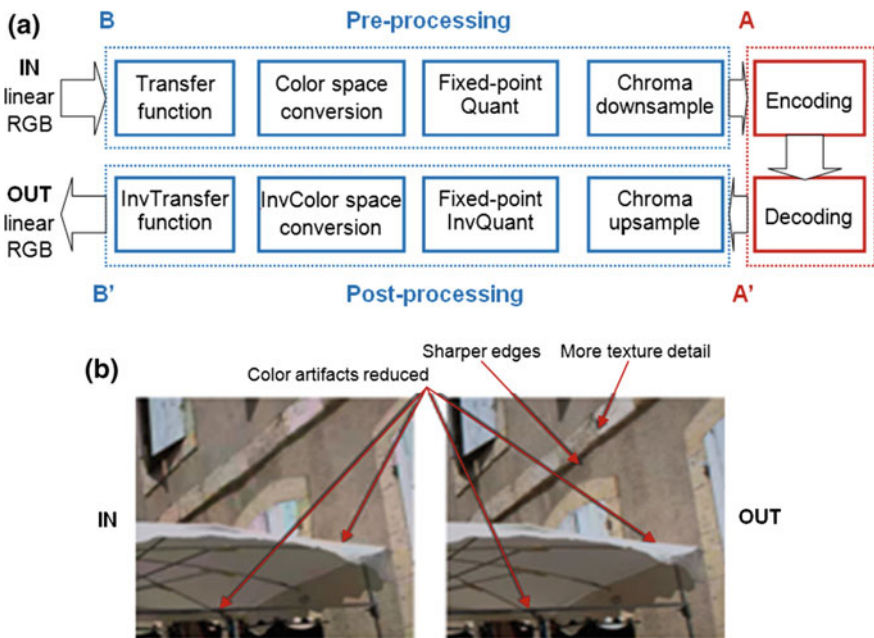 (a)
B
Pre-processing
A
IN
linear
RGB
Transfer
function
Color space
conversion
Fixed-point
Quant
Chroma
downsample
Encoding
OUT
linear
RGB
InvTransfer
function
InvColor space
conversion
Fixed-point
InvQuant
Chroma
upsample
Decoding
B'
Post-processing
A'
(b)
Color artifacts reduced
Sharper edges
More texture detail
IN
OUT